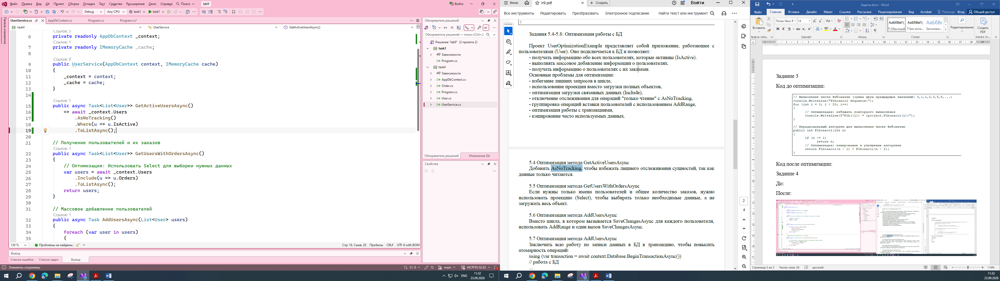 Файл Правка Вид Git Проект Сборка Отладка Тест Средства Расширения Окно Справка Поиск lab9 Войти
Debug Any CPU task1 task1
UserService.cs AppDbContext.cs Program.cs Program.cs*
task4 UserService GetActiveUsersAsync()
Панель элементов
Ссылок: 5
6 private readonly AppDbContext _context;
Ссылок: 1
7 private readonly IMemoryCache _cache;
8
Ссылок: 0
9 public UserService(AppDbContext context, IMemoryCache cache)
10 {
11 _context = context;
12 _cache = cache;
13 }
14
Ссылок: 1
15 public async Task<List<User>> GetActiveUsersAsync()
16 => await _context.Users
17 .AsNoTracking()
18 .Where(u => u.IsActive)
19 .ToListAsync();
20
21 // Получение пользователей и их заказов
Ссылок: 1
22 public async Task<List<User>> GetUsersWithOrdersAsync()
23 {
24 // Оптимизация: Использовать Select для выборки нужных данных
25 var users = await _context.Users
26 .Include(u => u.Orders)
27 .ToListAsync();
28 return users;
29 }
30
31 // Массовое добавление пользователей
Ссылок: 1
32 public async Task AddUsersAsync(List<User> users)
33 {
34 foreach (var user in users)
35 {
139 % Проблемы не найдены. Стр: 19, Симв: 28 Пробелы CRLF UTF-8 with BOM
Вывод
Список ошибок Список задач Вывод
Элементы сохранены 0 / 0 12 main ИСРПО 02.02 1
Обозреватель решений
Обозреватель решений — поиск (Ctrl+;)
Решение "lab9" (2 проекта 2)
task1
Зависимости
C# Program.cs
task4
Зависимости
C# AppDbContext.cs
C# Order.cs
C# Program.cs
C# User.cs
C# UserService.cs
Обозреватель решений Изменения Git
Свойства
ENG 11:32
23.09.2026
Меню lr9.pdf Создать Войти
Все инструменты Редактировать Преобразовать Электронное подписание Найти текст или инструмент
}
Задания 5.4-5.8: Оптимизация работы с БД
Проект UserOptimizationExample представляет собой приложение, работающее с
пользователями (User). Оно подключается к БД и позволяет:
- получать информацию обо всех пользователях, которые активны (IsActive).
- выполнять массовое добавление информации о пользователях.
- получать информацию о пользователях с их заказами.
Основные проблемы для оптимизации:
- избегание лишних запросов в цикле,
- использование проекции вместо загрузки полных объектов,
- оптимизация загрузки связанных данных (Include),
- отключение отслеживания для операций "только чтение" с AsNoTracking,
- группировка операций вставки пользователей с использованием AddRange,
- оптимизация работы с транзакциями,
- кэширование часто используемых данных.
5.4 Оптимизация метода GetActiveUsersAsync
Добавить AsNoTracking, чтобы избежать лишнего отслеживания сущностей, так как
данные только читаются.
5.5 Оптимизация метода GetUsersWithOrdersAsync
Если нужны только имена пользователей и общее количество заказов, нужно
использовать проекцию (Select), чтобы выбирать только необходимые данные, а не
загружать весь объект.
5.6 Оптимизация метода AddUsersAsync
Вместо цикла, в котором вызывается SaveChangesAsync для каждого пользователя,
использовать AddRange и один вызов SaveChangesAsync.
5.7 Оптимизация метода AddUsersAsync
Заключить всю работу по записи данных в БД в транзакцию, чтобы повысить
атомарность операций:
using (var transaction = await context.Database.BeginTransactionAsync())
// работа с БД
...
2
4
Задачи.docx - Word
Файл Главная Вставка Дизайн Макет Ссылки Рассылки Рецензирование Вид Acrobat Помощн Вход Общий доступ
Вставить Times New R 14 Ж К Ч abc
АаБбВвГг, АаБбВвГг, АаБбВı
¶ Обычный ¶ Без инте... Заголово...
Редактирование Создать PDF
Буфер обм... Шрифт Абзац Стили Adobe Ac...
Задание 3
Код до оптимизации:
// Вычисление чисел Фибоначчи (сумма двух предыдущих значений: 0,1,1,2,3,5,8,...)
Console.WriteLine("Fibonacci Sequence:");
for (int i = 0; i < 20; i++)
{
// Оптимизация: избежать повторного вычисления
Console.WriteLine($"Fib({i}) = {project.Fibonacci(i)}");
}
// Нерациональный алгоритм для вычисления чисел Фибоначчи
public int Fibonacci(int n)
{
if (n <= 1)
return n;
// Оптимизация: кэширование и улучшение алгоритма
return Fibonacci(n - 1) + Fibonacci(n - 2);
}
Код после оптимизации:
Задание 4
До:
После:
Страница 3 из 3 Число слов: 28 русский 110%
11:32
23.09.2026